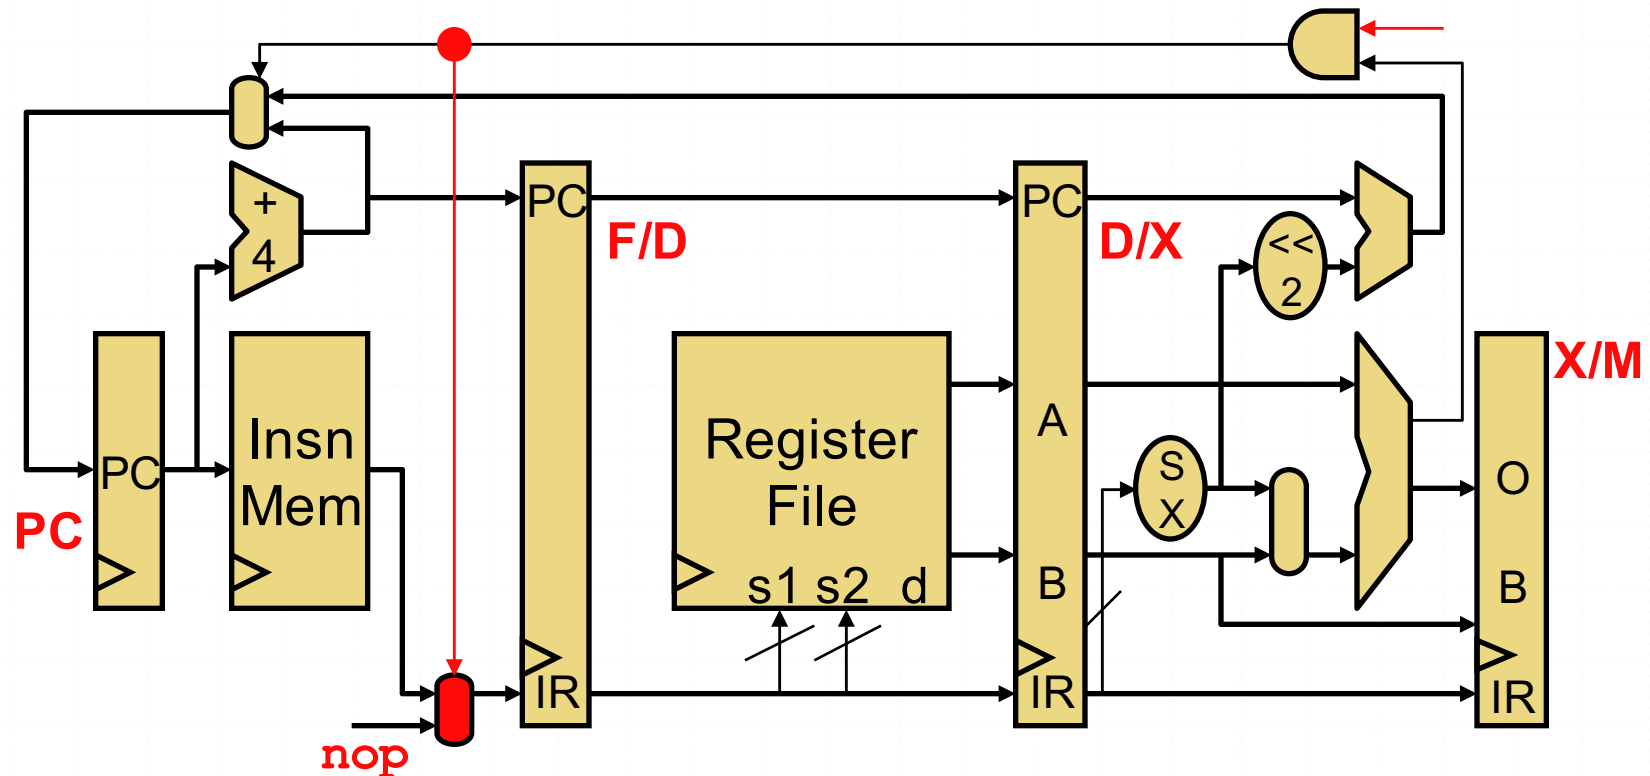 +
4
PC
PC
Insn
Mem
nop
PC
IR
F/D
Register
File
s1 s2 d
PC
A
B
IR
D/X
<<
2
S
X
O
B
IR
X/M